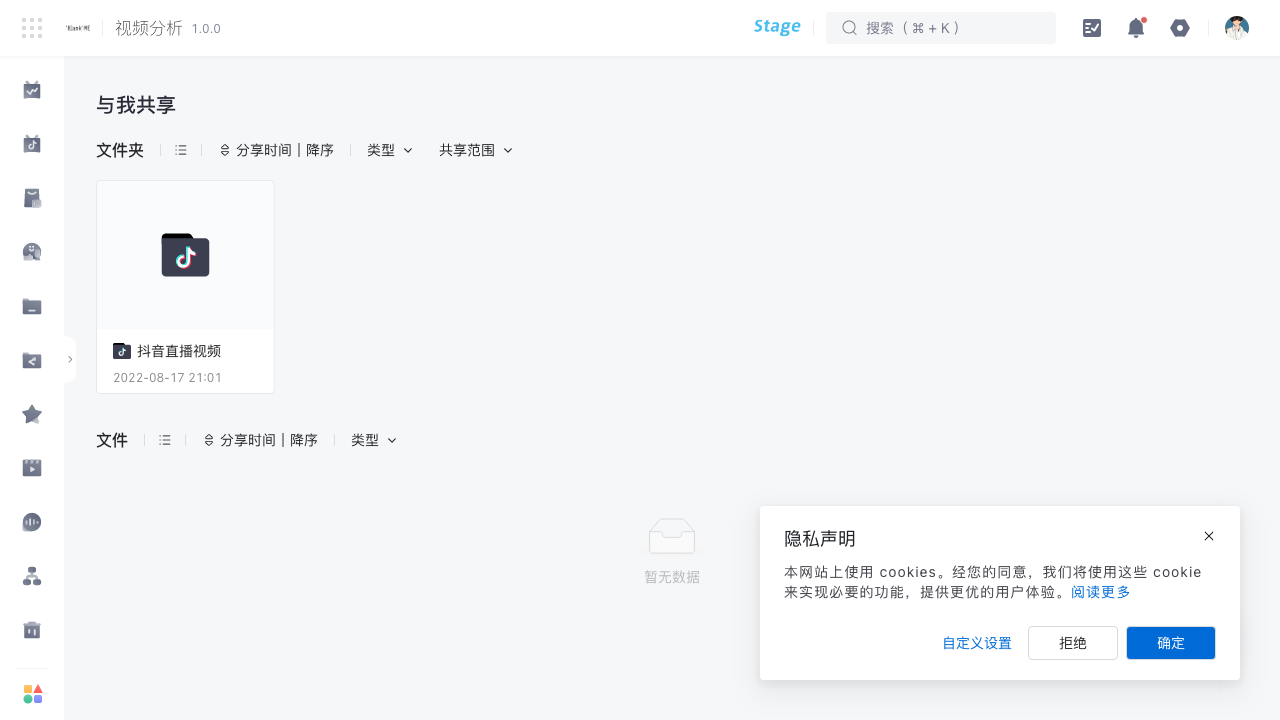 'Blank' ME 视频分析 1.0.0 Stage 搜索（⌘ + K ）
与我共享
文件夹 分享时间 | 降序 类型 共享范围
抖音直播视频
2022-08-17 21:01
文件 分享时间 | 降序 类型
暂无数据
隐私声明
本网站上使用 cookies。经您的同意，我们将使用这些 cookie
来实现必要的功能，提供更优的用户体验。阅读更多
自定义设置 拒绝 确定